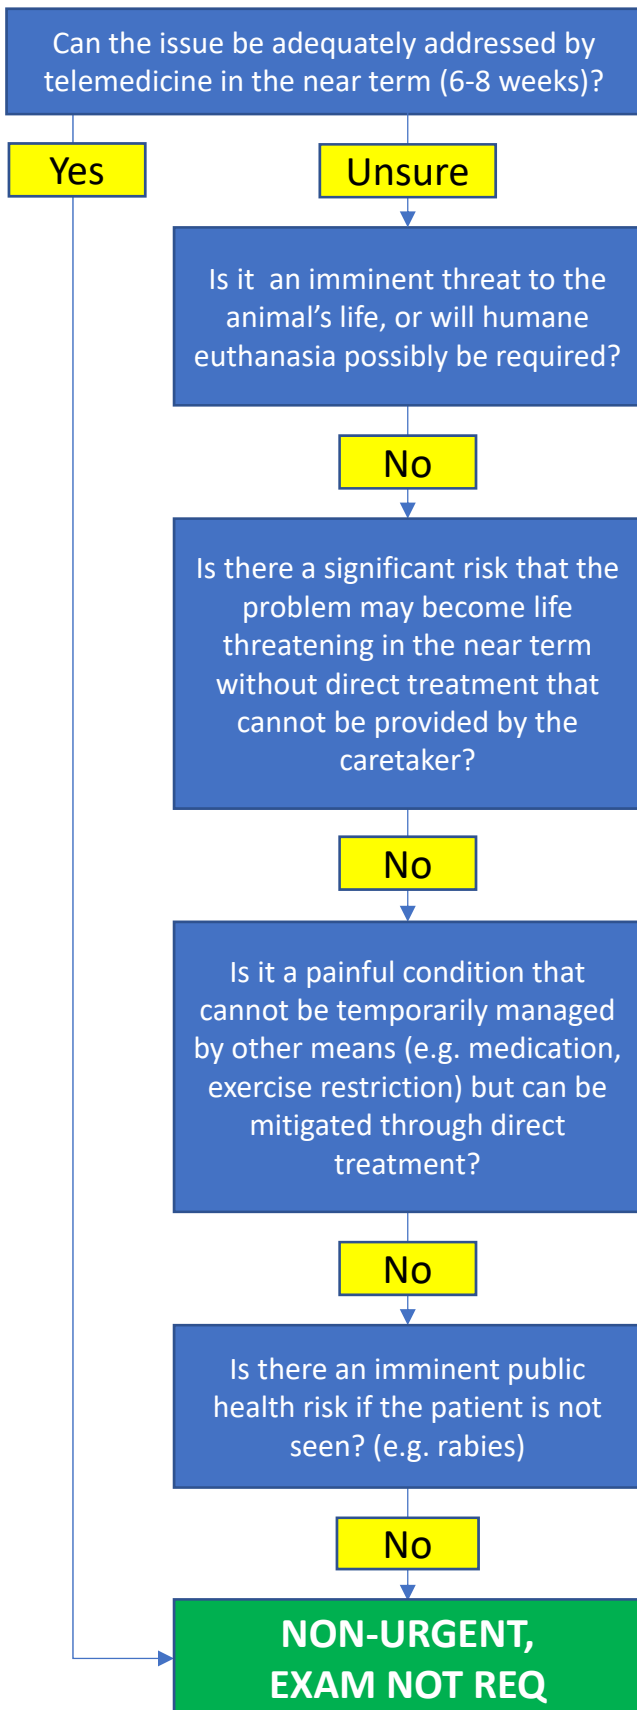 Can the issue be adequately addressed by
telemedicine in the near term (6-8 weeks)?
Yes
Unsure
Is it  an imminent threat to the
animal’s life, or will humane
euthanasia possibly be required?
No
Is there a significant risk that the
problem may become life
threatening in the near term
without direct treatment that
cannot be provided by the
caretaker?
No
Is it a painful condition that
cannot be temporarily managed
by other means (e.g. medication,
exercise restriction) but can be
mitigated through direct
treatment?
No
Is there an imminent public
health risk if the patient is not
seen? (e.g. rabies)
No
NON-URGENT,
EXAM NOT REQ